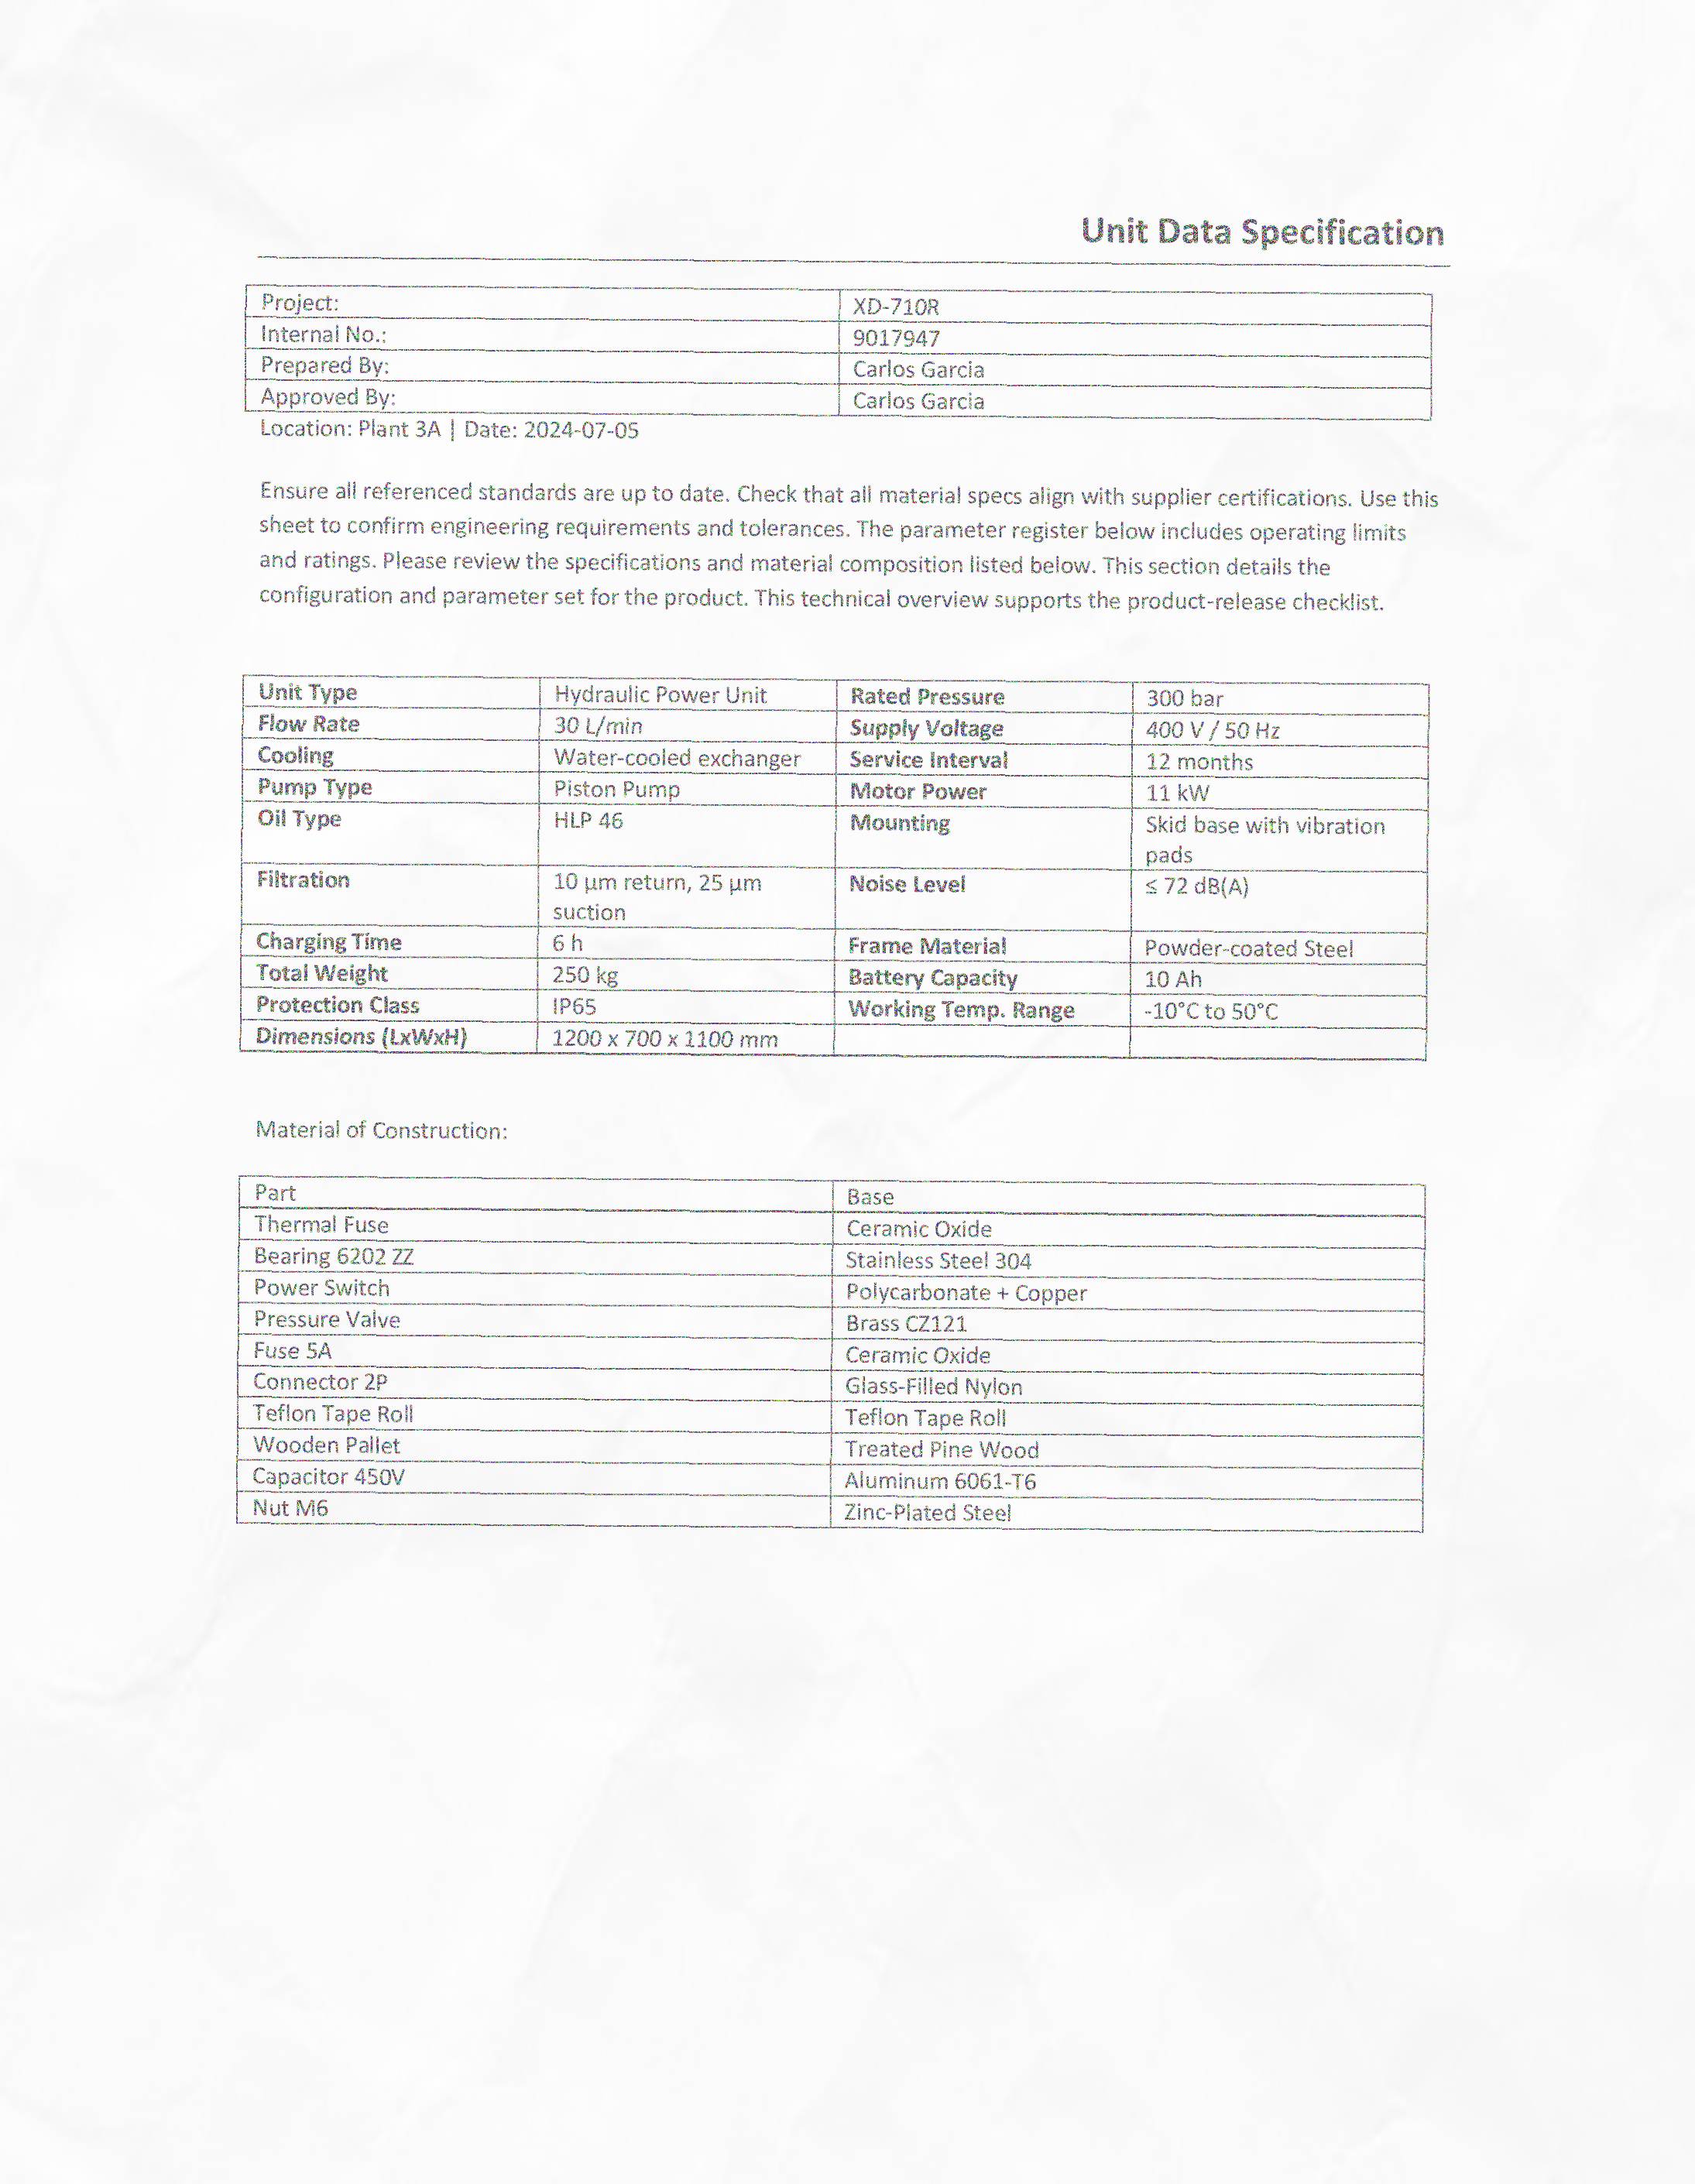 Unit Data Specification
Project: XD-710R
Internal No.: 9017947
Prepared By: Carlos Garcia
Approved By: Carlos Garcia
Location: Plant 3A | Date: 2024-07-05
Ensure all referenced standards are up to date. Check that all material specs align with supplier certifications. Use this
sheet to confirm engineering requirements and tolerances. The parameter register below includes operating limits
and ratings. Please review the specifications and material composition listed below. This section details the
configuration and parameter set for the product. This technical overview supports the product-release checklist.
Unit Type Hydraulic Power Unit Rated Pressure 300 bar
Flow Rate 30 L/min Supply Voltage 400 V / 50 Hz
Cooling Water-cooled exchanger Service Interval 12 months
Pump Type Piston Pump Motor Power 11 kW
Oil Type HLP 46 Mounting Skid base with vibration
pads
Filtration 10 µm return, 25 µm Noise Level ≤ 72 dB(A)
suction
Charging Time 6 h Frame Material Powder-coated Steel
Total Weight 250 kg Battery Capacity 10 Ah
Protection Class IP65 Working Temp. Range -10°C to 50°C
Dimensions (LxWxH) 1200 x 700 x 1100 mm
Material of Construction:
Part Base
Thermal Fuse Ceramic Oxide
Bearing 6202 ZZ Stainless Steel 304
Power Switch Polycarbonate + Copper
Pressure Valve Brass CZ121
Fuse 5A Ceramic Oxide
Connector 2P Glass-Filled Nylon
Teflon Tape Roll Teflon Tape Roll
Wooden Pallet Treated Pine Wood
Capacitor 450V Aluminum 6061-T6
Nut M6 Zinc-Plated Steel